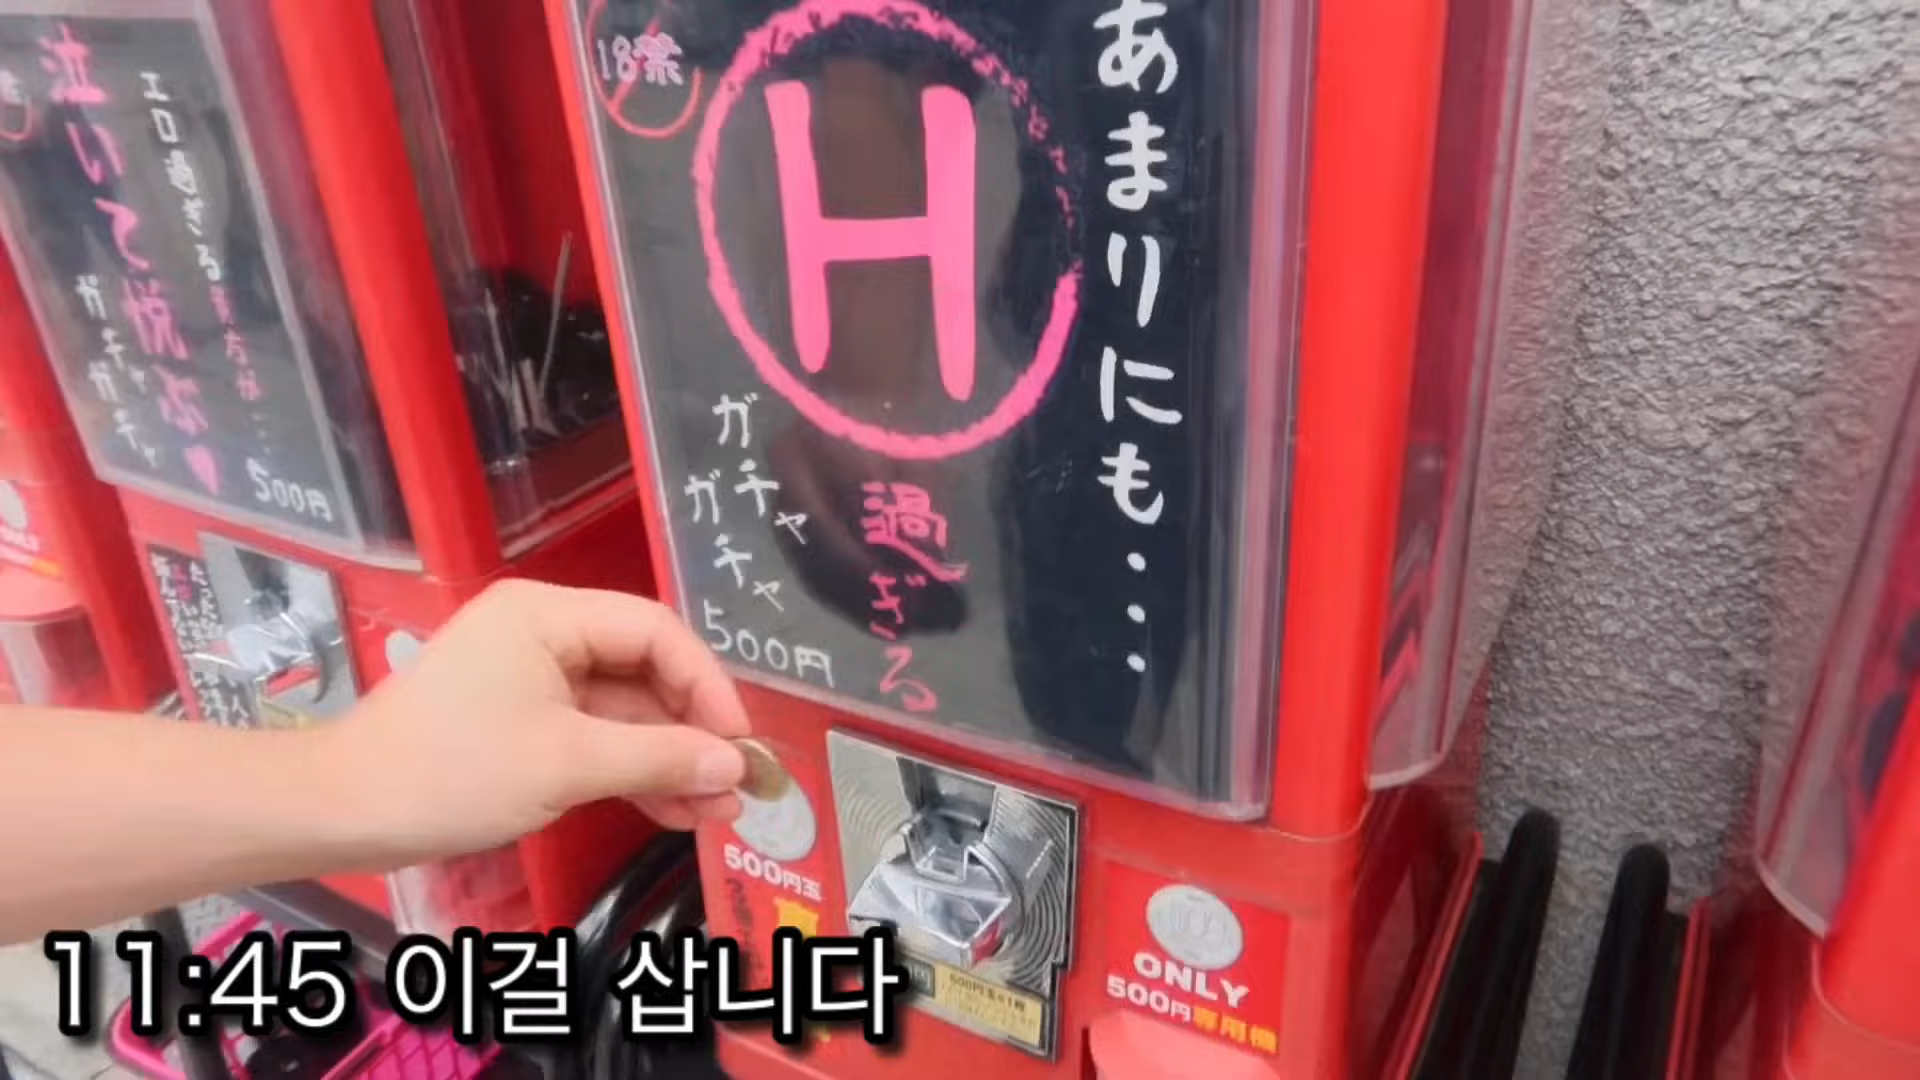 泣いて悦ぶ♥
エロ過ぎる
ガチャ
ガチャ
500円
18禁
H
あまりにも・・・
過ぎる
ガチャ
ガチャ
500円
500円玉
ONLY
500円専用機
11:45 이걸 삽니다